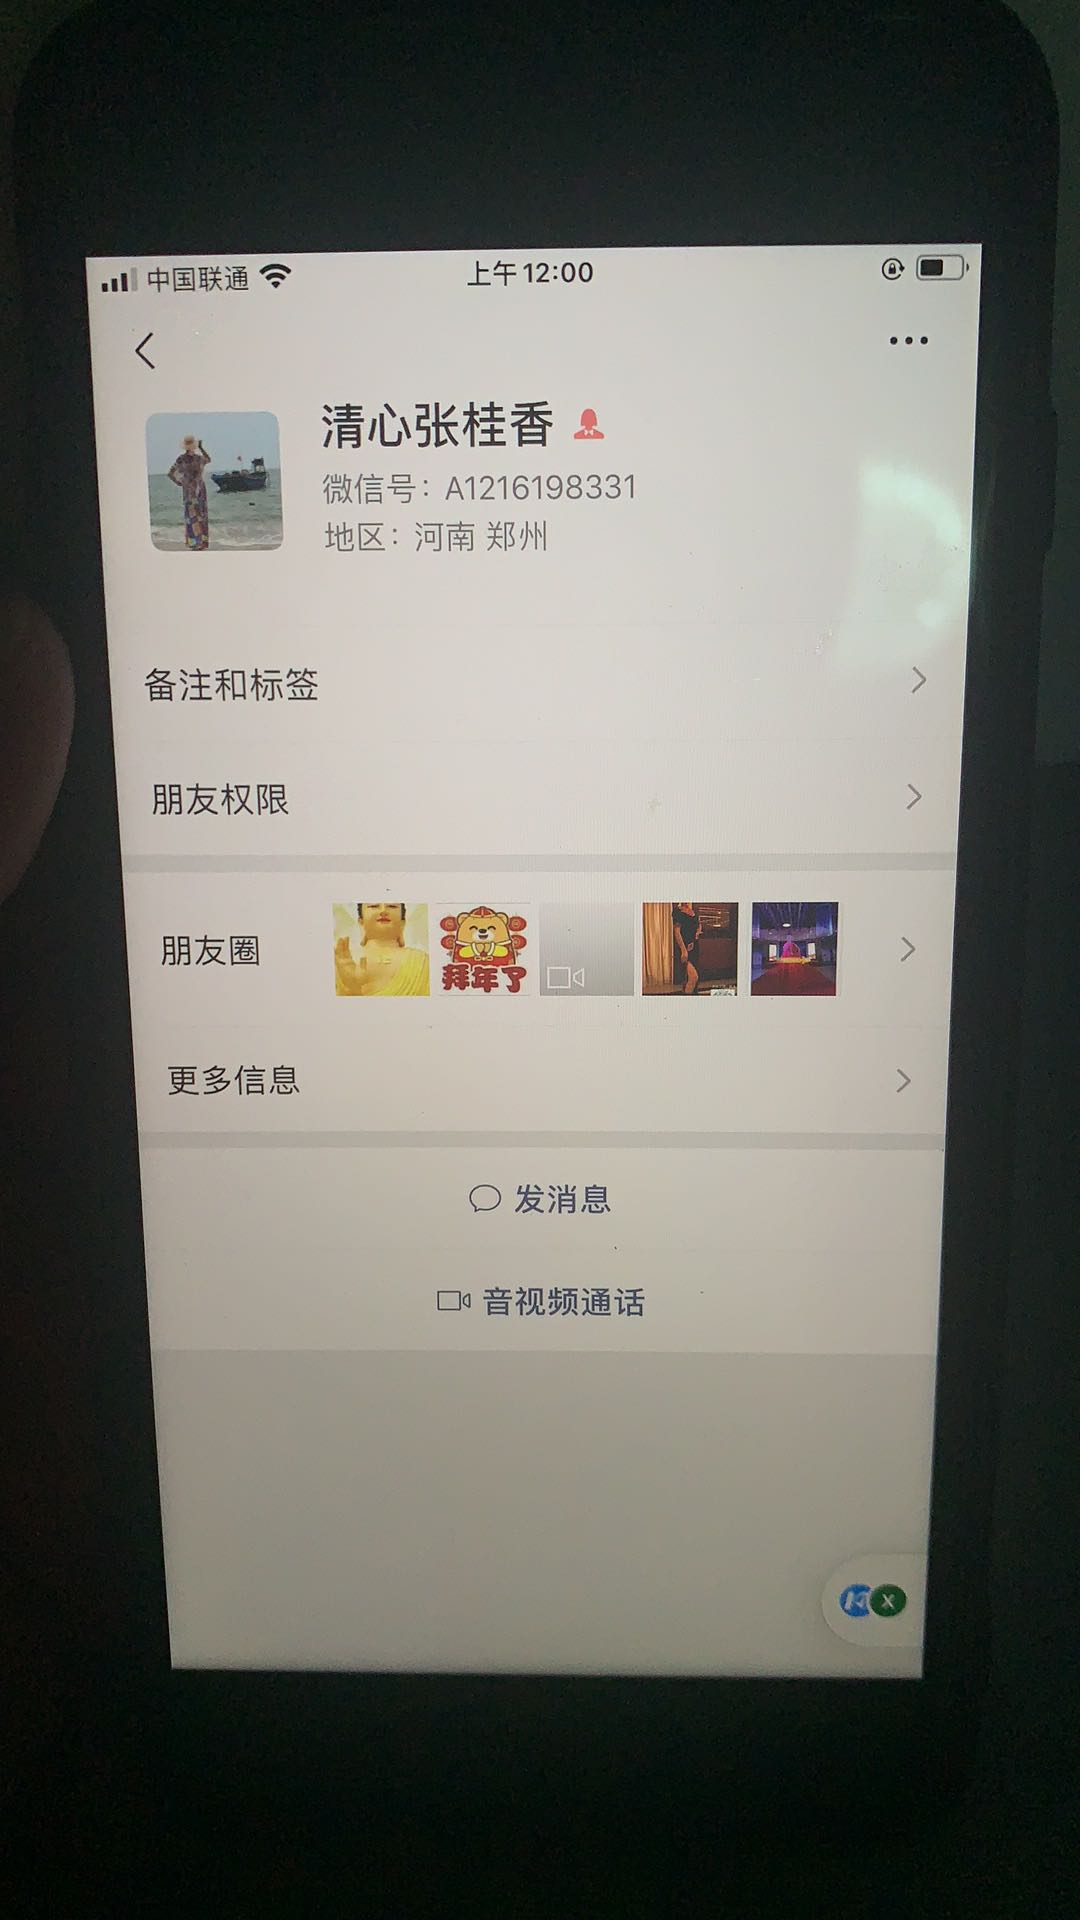 中国联通
上午12:00
清心张桂香
微信号：A1216198331
地区：河南 郑州
备注和标签
朋友权限
朋友圈
拜年了
更多信息
发消息
音视频通话
X